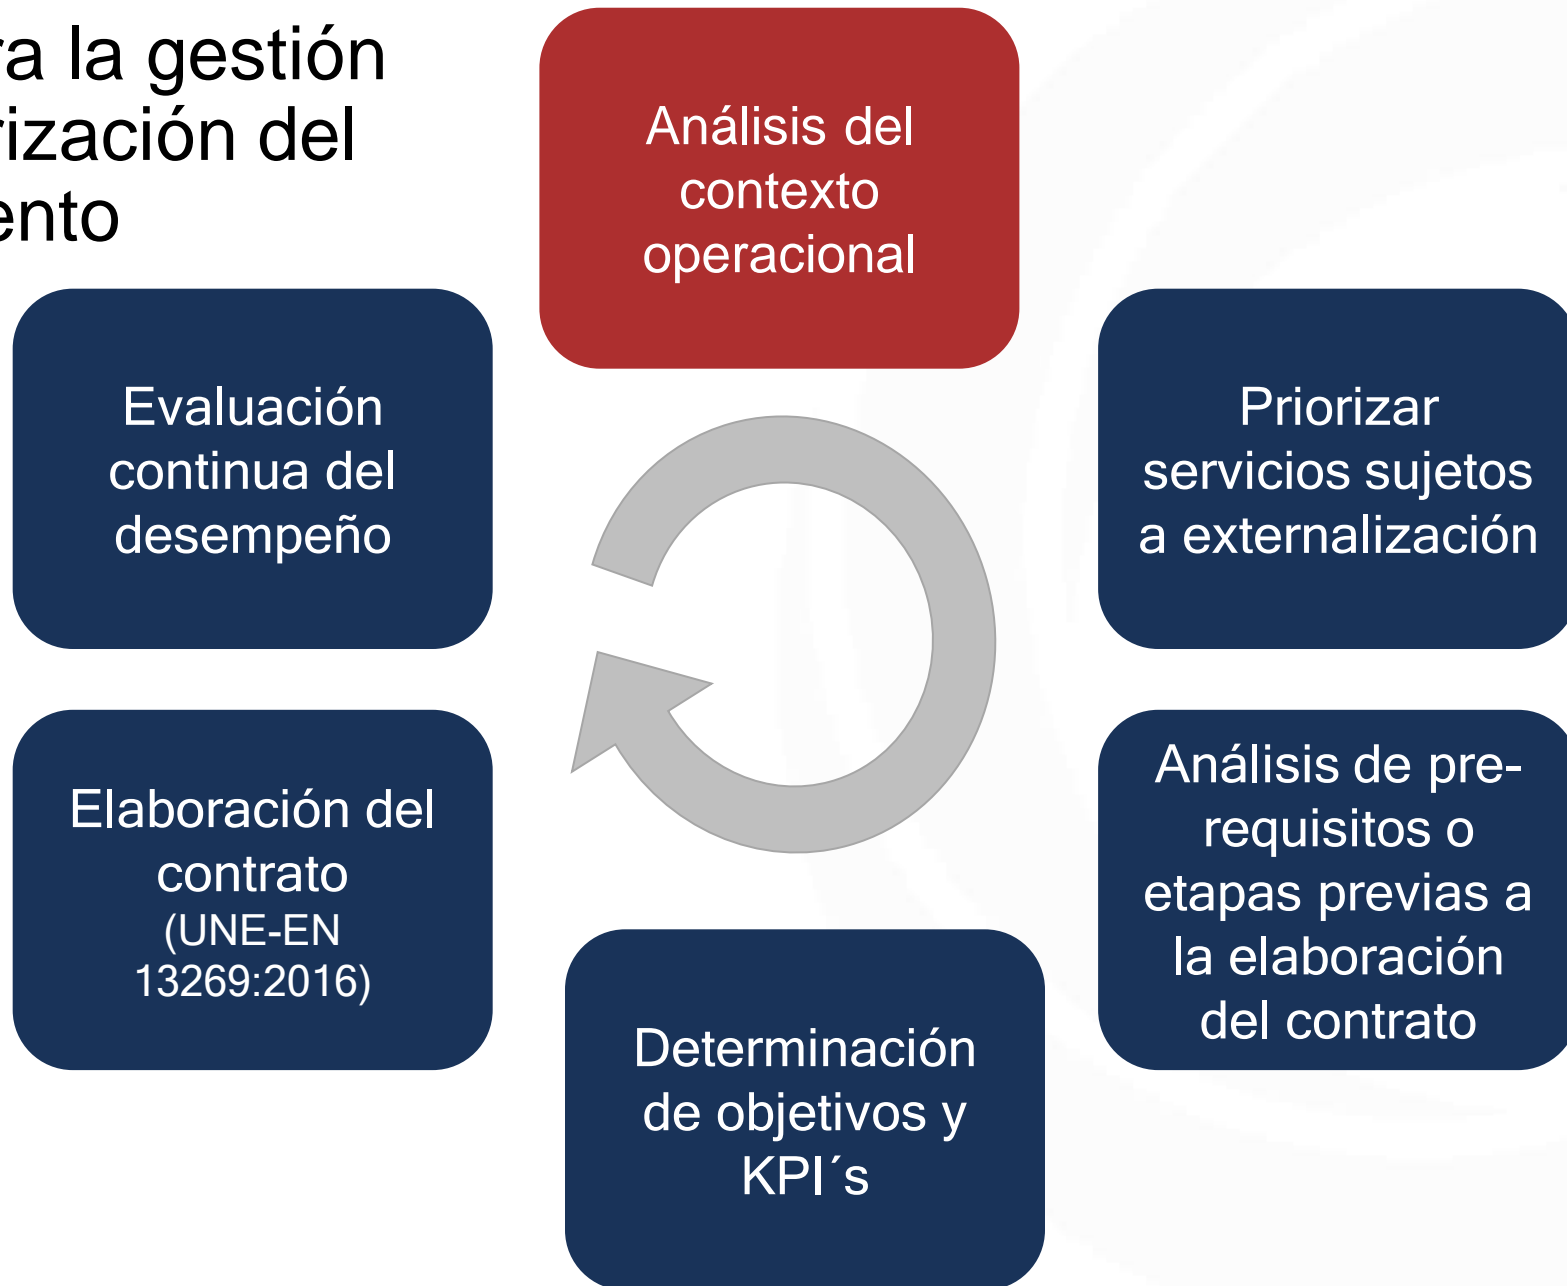 ra la gestión
rización del
ento
Análisis del
contexto
operacional
Priorizar
servicios sujetos
a externalización
Análisis de pre-
requisitos o
etapas previas a
la elaboración
del contrato
Determinación
de objetivos y
KPI´s
Elaboración del
contrato
(UNE-EN
13269:2016)
Evaluación
continua del
desempeño